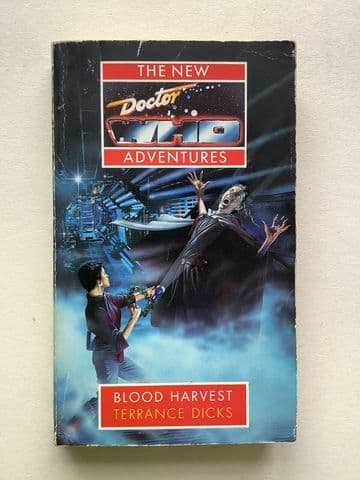 THE NEW
Doctor
WHO
ADVENTURES
BLOOD HARVEST
TERRANCE DICKS